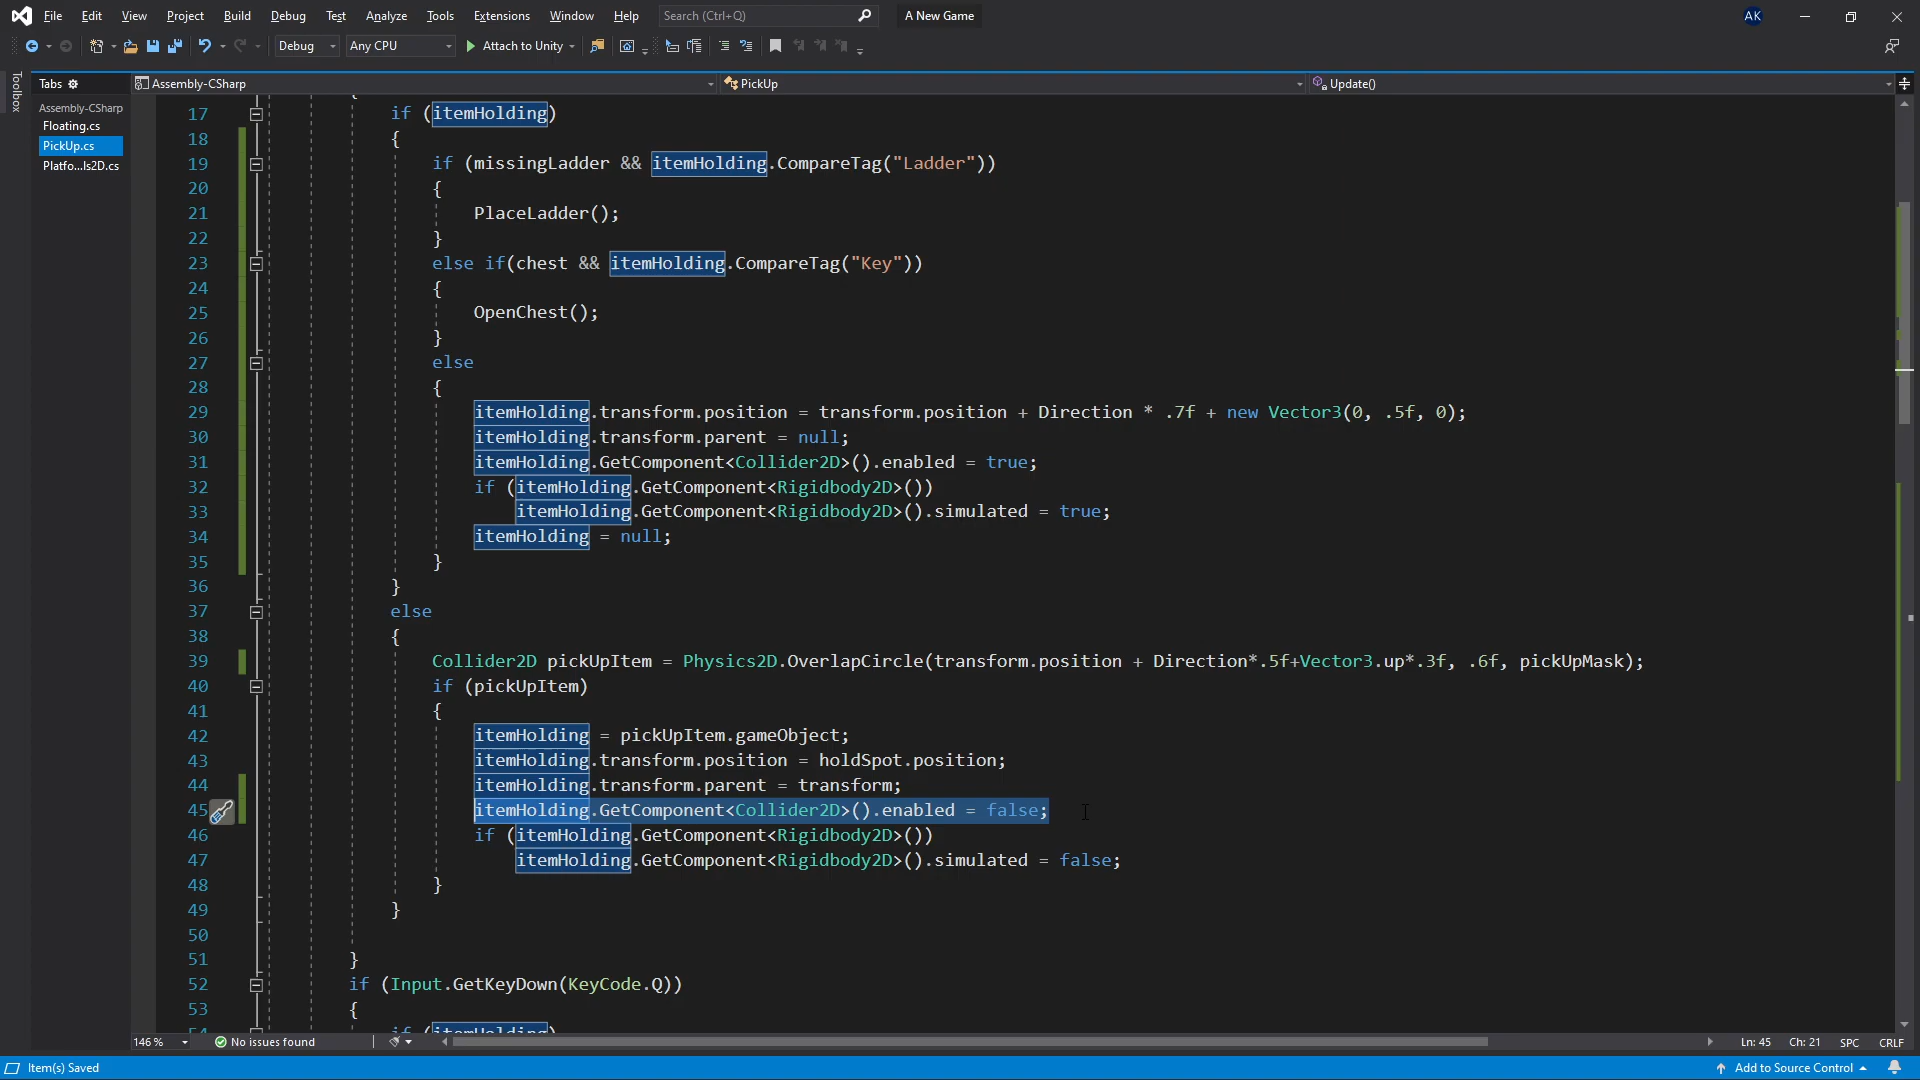 File Edit View Project Build Debug Test Analyze Tools Extensions Window Help Search (Ctrl+Q) A New Game AK
Debug Any CPU Attach to Unity
Toolbox
Tabs Assembly-CSharp PickUp Update()
Assembly-CSharp
Floating.cs
PickUp.cs
Platfo...ls2D.cs
17 if (itemHolding)
18 {
19 if (missingLadder && itemHolding.CompareTag("Ladder"))
20 {
21 PlaceLadder();
22 }
23 else if(chest && itemHolding.CompareTag("Key"))
24 {
25 OpenChest();
26 }
27 else
28 {
29 itemHolding.transform.position = transform.position + Direction * .7f + new Vector3(0, .5f, 0);
30 itemHolding.transform.parent = null;
31 itemHolding.GetComponent<Collider2D>().enabled = true;
32 if (itemHolding.GetComponent<Rigidbody2D>())
33 itemHolding.GetComponent<Rigidbody2D>().simulated = true;
34 itemHolding = null;
35 }
36 }
37 else
38 {
39 Collider2D pickUpItem = Physics2D.OverlapCircle(transform.position + Direction*.5f+Vector3.up*.3f, .6f, pickUpMask);
40 if (pickUpItem)
41 {
42 itemHolding = pickUpItem.gameObject;
43 itemHolding.transform.position = holdSpot.position;
44 itemHolding.transform.parent = transform;
45 itemHolding.GetComponent<Collider2D>().enabled = false;
46 if (itemHolding.GetComponent<Rigidbody2D>())
47 itemHolding.GetComponent<Rigidbody2D>().simulated = false;
48 }
49 }
50
51 }
52 if (Input.GetKeyDown(KeyCode.Q))
53 {
54 if (itemHolding)
146 % No issues found Ln: 45 Ch: 21 SPC CRLF
Item(s) Saved Add to Source Control